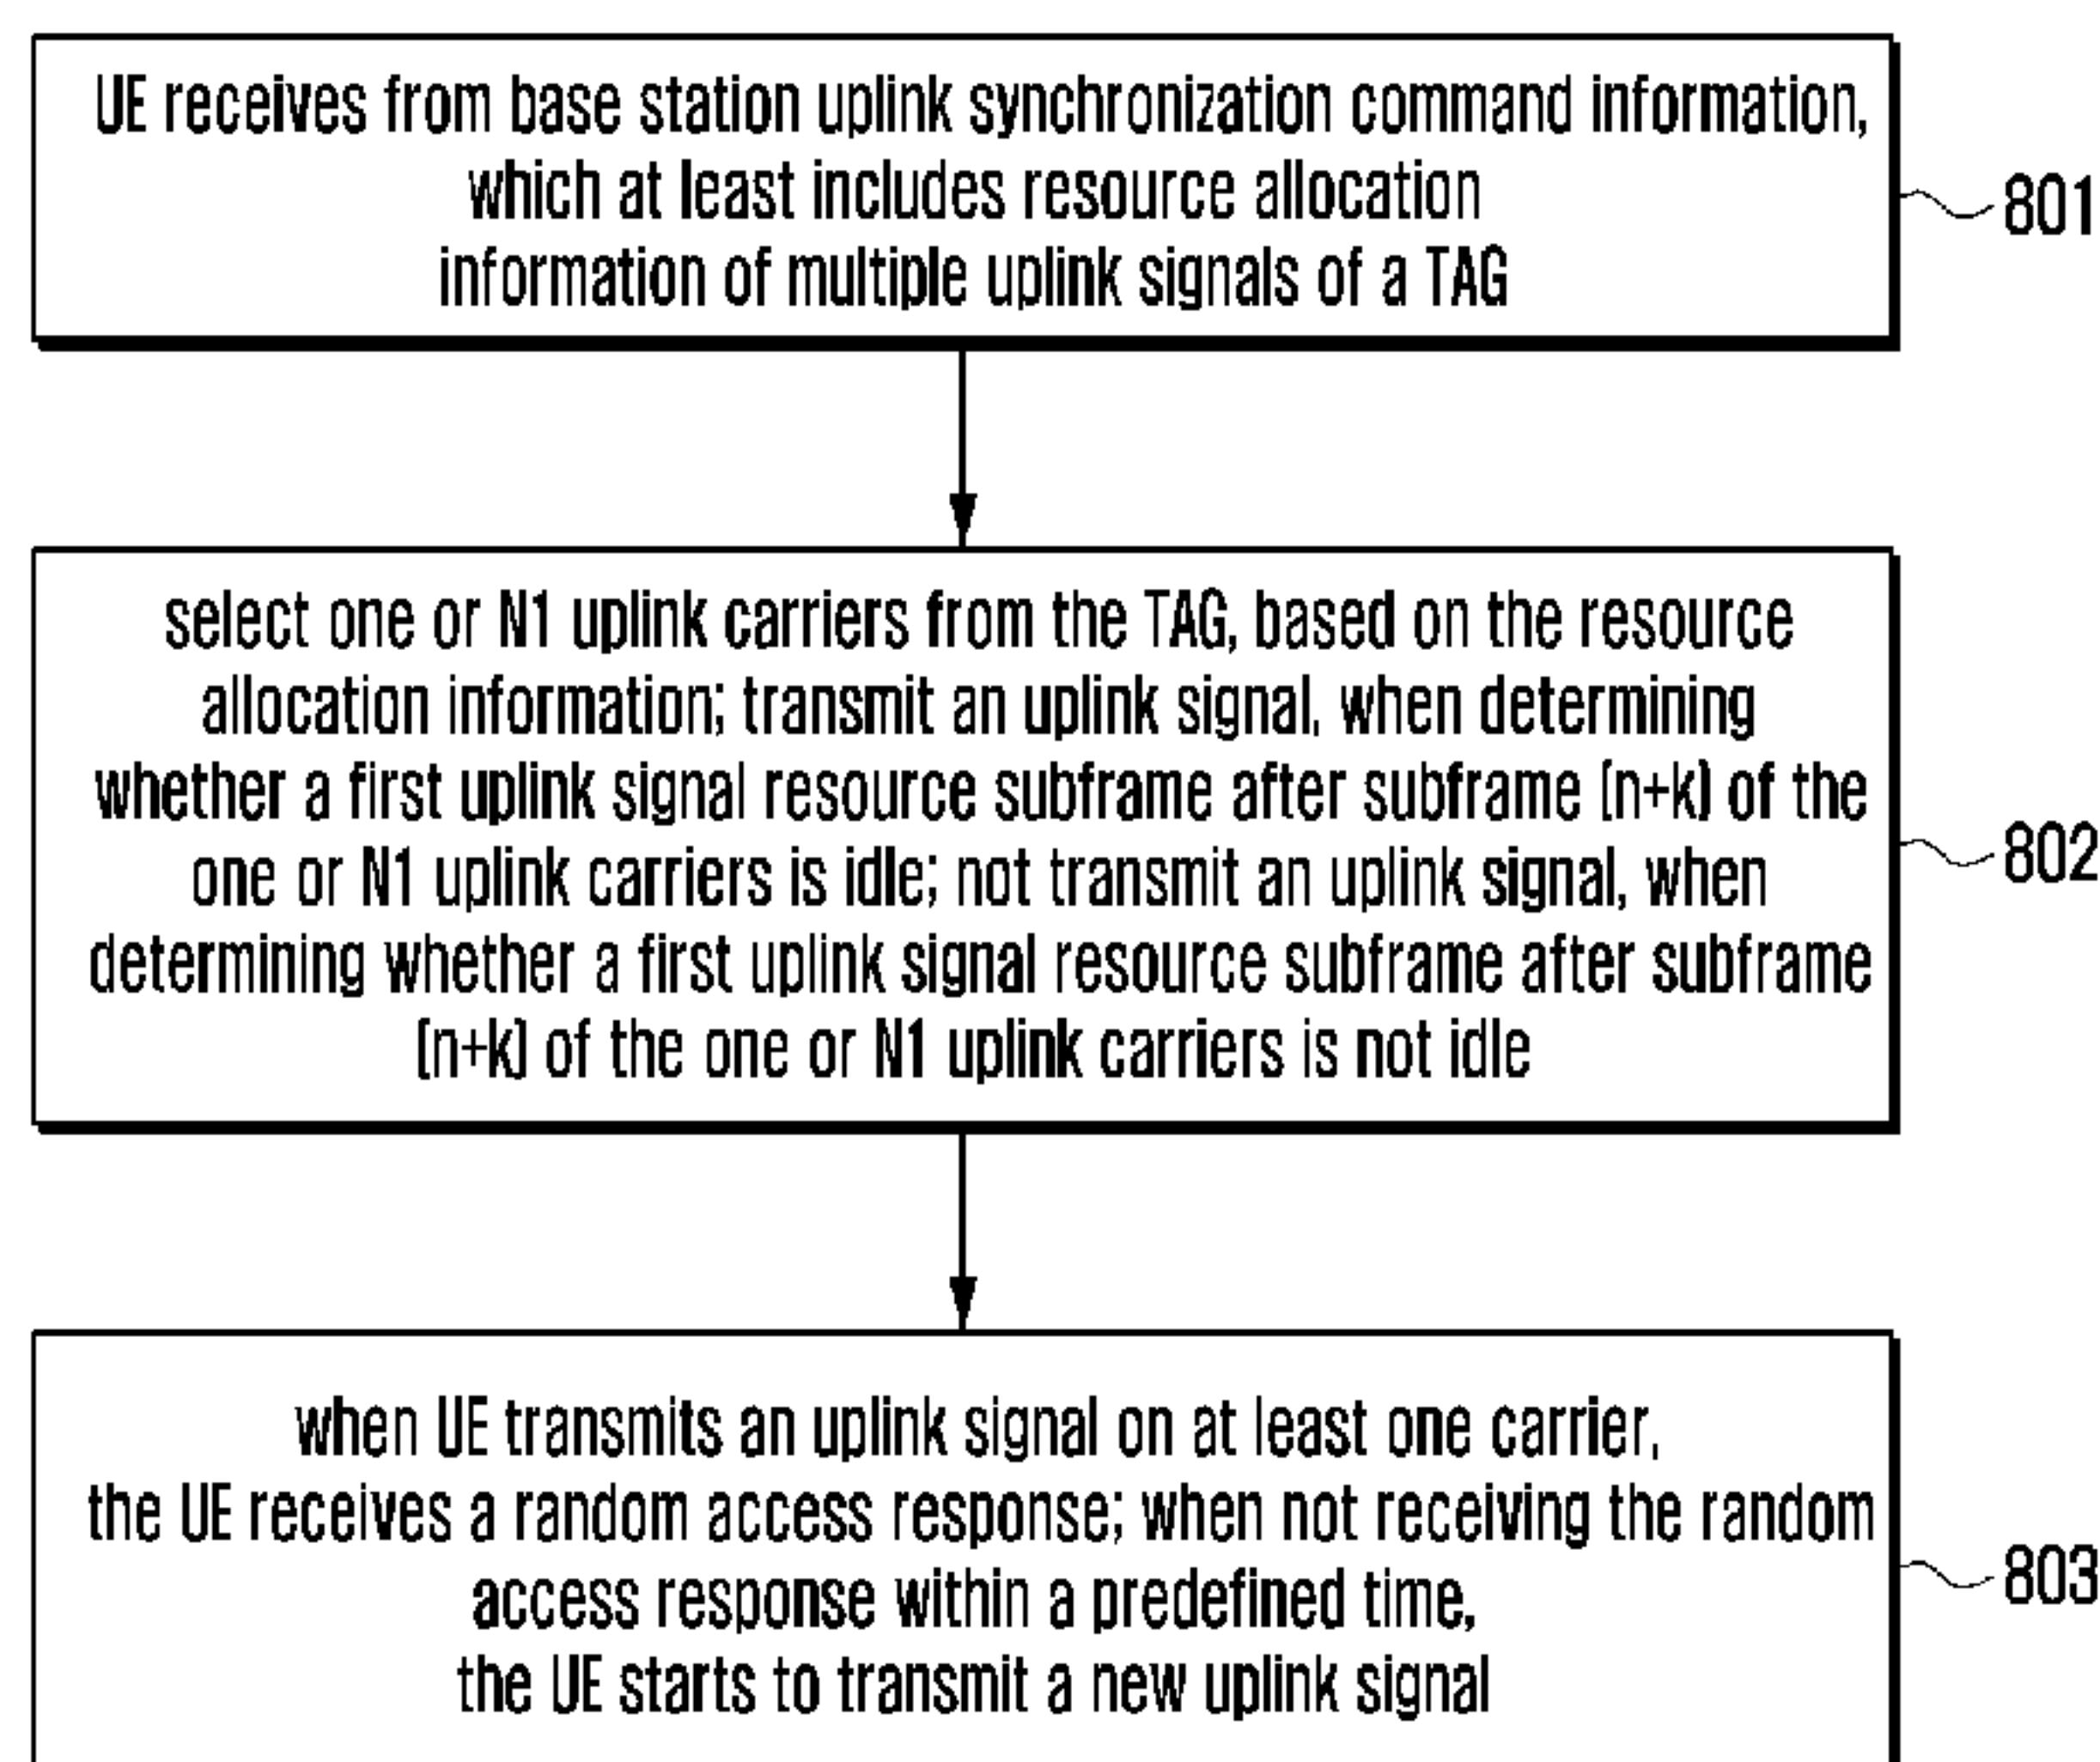 UE receives from base station uplink synchronization command information,
which at least includes resource allocation
information of multiple uplink signals of a TAG
801
select one or N1 uplink carriers from the TAG, based on the resource
allocation information; transmit an uplink signal, when determining
whether a first uplink signal resource subframe after subframe (n+k) of the
one or N1 uplink carriers is idle; not transmit an uplink signal, when
determining whether a first uplink signal resource subframe after subframe
(n+k) of the one or N1 uplink carriers is not idle
802
when UE transmits an uplink signal on at least one carrier,
the UE receives a random access response; when not receiving the random
access response within a predefined time,
the UE starts to transmit a new uplink signal
803